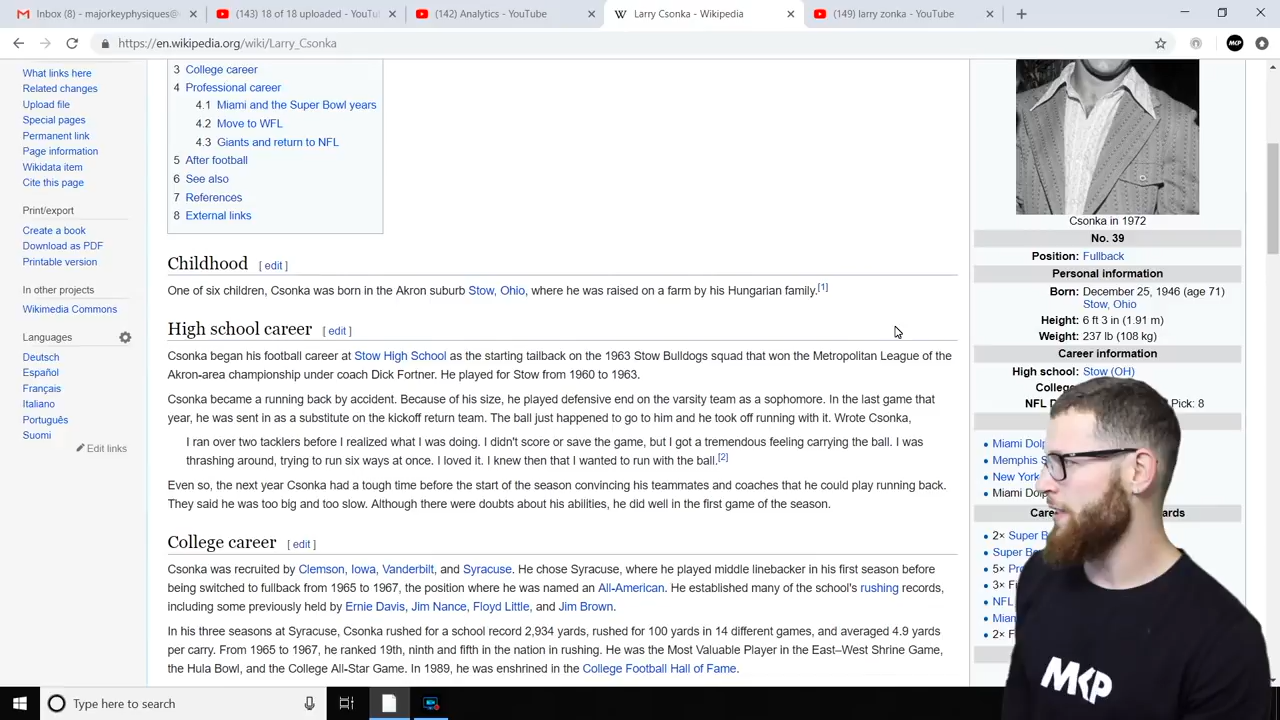 Inbox (8) - majorkeyphysiques@
(143) 18 of 18 uploaded - YouTu
(142) Analytics - YouTube
Larry Csonka - Wikipedia
(149) larry zonka - YouTube
https://en.wikipedia.org/wiki/Larry_Csonka
MKP
What links here
Related changes
Upload file
Special pages
Permanent link
Page information
Wikidata item
Cite this page
Print/export
Create a book
Download as PDF
Printable version
In other projects
Wikimedia Commons
Languages
Deutsch
Español
Français
Italiano
Português
Suomi
Edit links
3 College career
4 Professional career
4.1 Miami and the Super Bowl years
4.2 Move to WFL
4.3 Giants and return to NFL
5 After football
6 See also
7 References
8 External links
Childhood [ edit ]
One of six children, Csonka was born in the Akron suburb Stow, Ohio, where he was raised on a farm by his Hungarian family.[1]
High school career [ edit ]
Csonka began his football career at Stow High School as the starting tailback on the 1963 Stow Bulldogs squad that won the Metropolitan League of the
Akron-area championship under coach Dick Fortner. He played for Stow from 1960 to 1963.
Csonka became a running back by accident. Because of his size, he played defensive end on the varsity team as a sophomore. In the last game that
year, he was sent in as a substitute on the kickoff return team. The ball just happened to go to him and he took off running with it. Wrote Csonka,
I ran over two tacklers before I realized what I was doing. I didn't score or save the game, but I got a tremendous feeling carrying the ball. I was
thrashing around, trying to run six ways at once. I loved it. I knew then that I wanted to run with the ball.[2]
Even so, the next year Csonka had a tough time before the start of the season convincing his teammates and coaches that he could play running back.
They said he was too big and too slow. Although there were doubts about his abilities, he did well in the first game of the season.
College career [ edit ]
Csonka was recruited by Clemson, Iowa, Vanderbilt, and Syracuse. He chose Syracuse, where he played middle linebacker in his first season before
being switched to fullback from 1965 to 1967, the position where he was named an All-American. He established many of the school's rushing records,
including some previously held by Ernie Davis, Jim Nance, Floyd Little, and Jim Brown.
In his three seasons at Syracuse, Csonka rushed for a school record 2,934 yards, rushed for 100 yards in 14 different games, and averaged 4.9 yards
per carry. From 1965 to 1967, he ranked 19th, ninth and fifth in the nation in rushing. He was the Most Valuable Player in the East–West Shrine Game,
the Hula Bowl, and the College All-Star Game. In 1989, he was enshrined in the College Football Hall of Fame.
Csonka in 1972
No. 39
Position: Fullback
Personal information
Born: December 25, 1946 (age 71)
Stow, Ohio
Height: 6 ft 3 in (1.91 m)
Weight: 237 lb (108 kg)
Career information
High school: Stow (OH)
Colleg
NFL D Pick: 8
Miami Dolp
Memphis S
New York
Miami Dolp
Caree ards
2× Super B
Super Bo
5× Pro
3× Fi
NFL
Miam
2× F
MKP
Type here to search